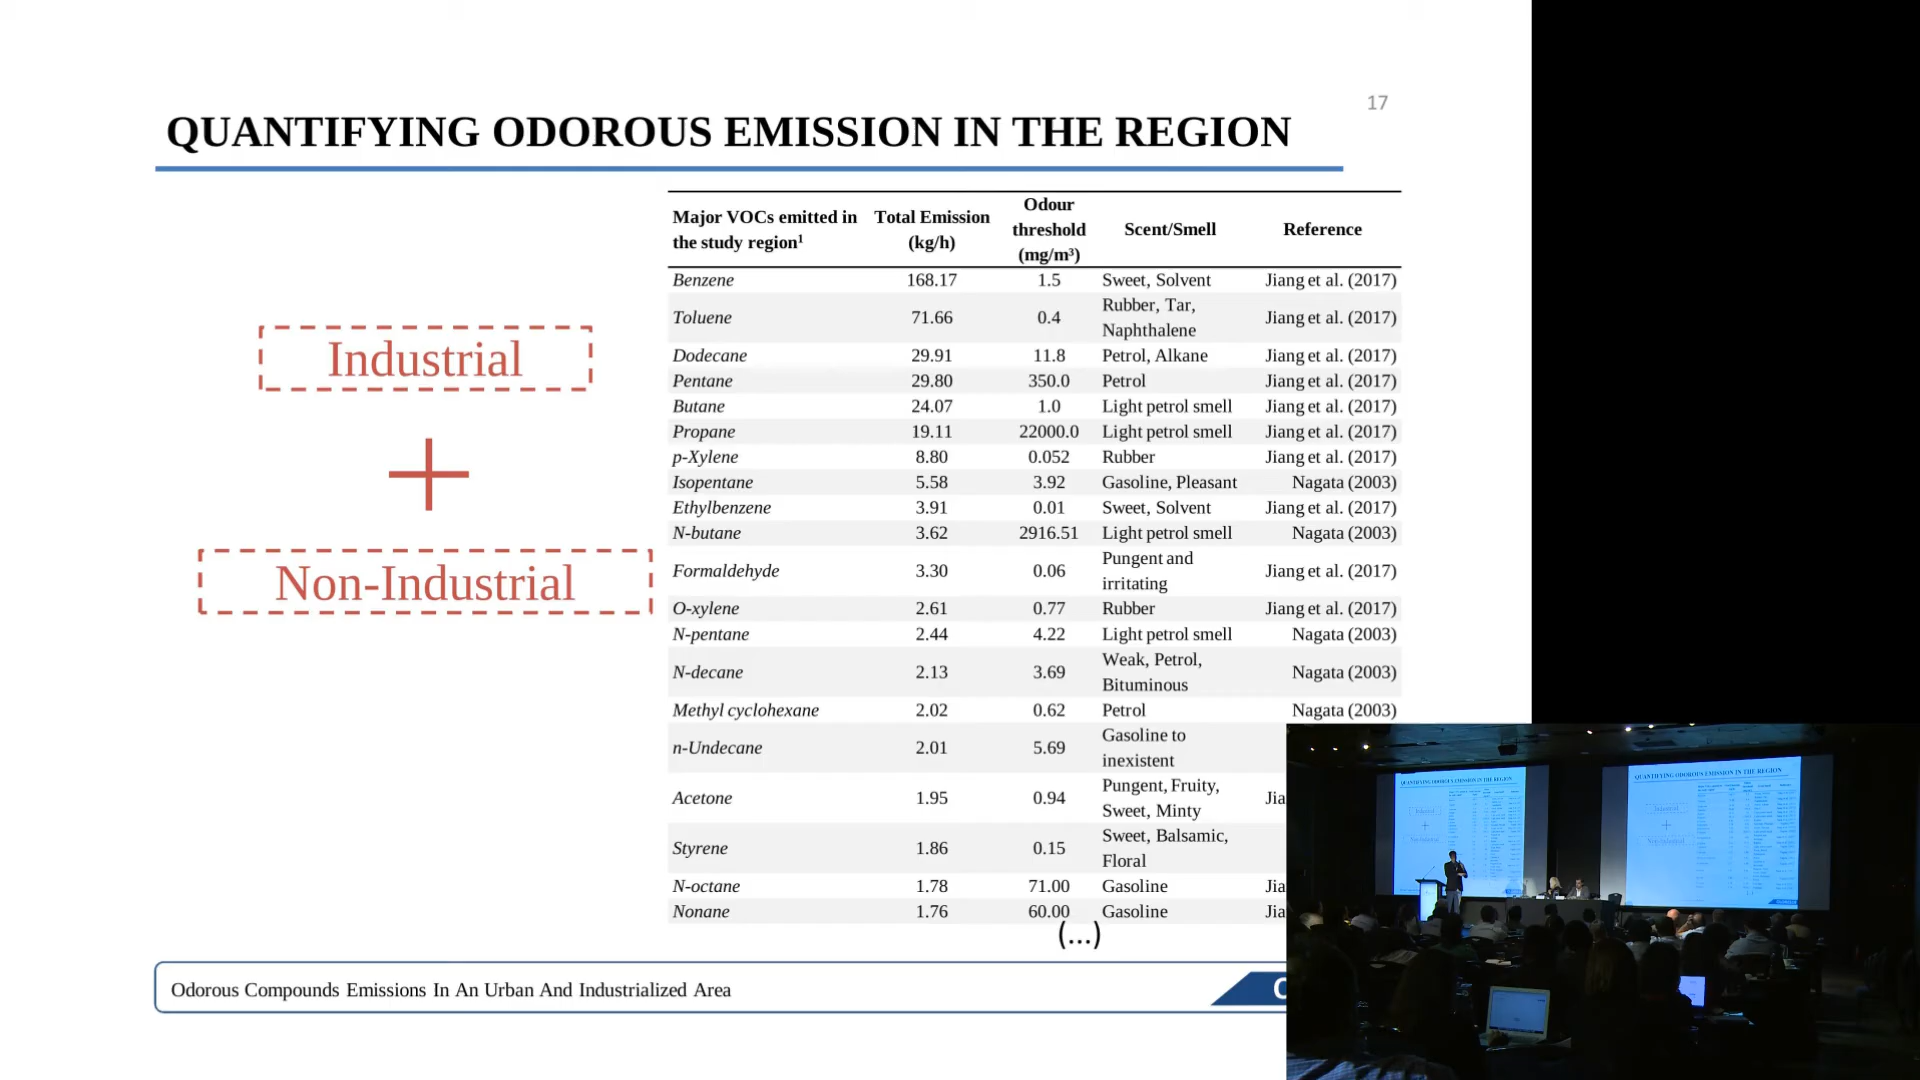 17
QUANTIFYING ODOROUS EMISSION IN THE REGION
Industrial
Non-Industrial
Major VOCs emitted in the study region¹ Total Emission (kg/h) Odour threshold (mg/m³) Scent/Smell Reference
Benzene 168.17 1.5 Sweet, Solvent Jiang et al. (2017)
Toluene 71.66 0.4 Rubber, Tar, Naphthalene Jiang et al. (2017)
Dodecane 29.91 11.8 Petrol, Alkane Jiang et al. (2017)
Pentane 29.80 350.0 Petrol Jiang et al. (2017)
Butane 24.07 1.0 Light petrol smell Jiang et al. (2017)
Propane 19.11 22000.0 Light petrol smell Jiang et al. (2017)
p-Xylene 8.80 0.052 Rubber Jiang et al. (2017)
Isopentane 5.58 3.92 Gasoline, Pleasant Nagata (2003)
Ethylbenzene 3.91 0.01 Sweet, Solvent Jiang et al. (2017)
N-butane 3.62 2916.51 Light petrol smell Nagata (2003)
Formaldehyde 3.30 0.06 Pungent and irritating Jiang et al. (2017)
O-xylene 2.61 0.77 Rubber Jiang et al. (2017)
N-pentane 2.44 4.22 Light petrol smell Nagata (2003)
N-decane 2.13 3.69 Weak, Petrol, Bituminous Nagata (2003)
Methyl cyclohexane 2.02 0.62 Petrol Nagata (2003)
n-Undecane 2.01 5.69 Gasoline to inexistent
Acetone 1.95 0.94 Pungent, Fruity, Sweet, Minty Jia
Styrene 1.86 0.15 Sweet, Balsamic, Floral
N-octane 1.78 71.00 Gasoline Jia
Nonane 1.76 60.00 Gasoline Jia
(...)
Odorous Compounds Emissions In An Urban And Industrialized Area
QUANTIFYING ODOROUS EMISSION IN THE REGION
QUANTIFYING ODOROUS EMISSION IN THE REGION